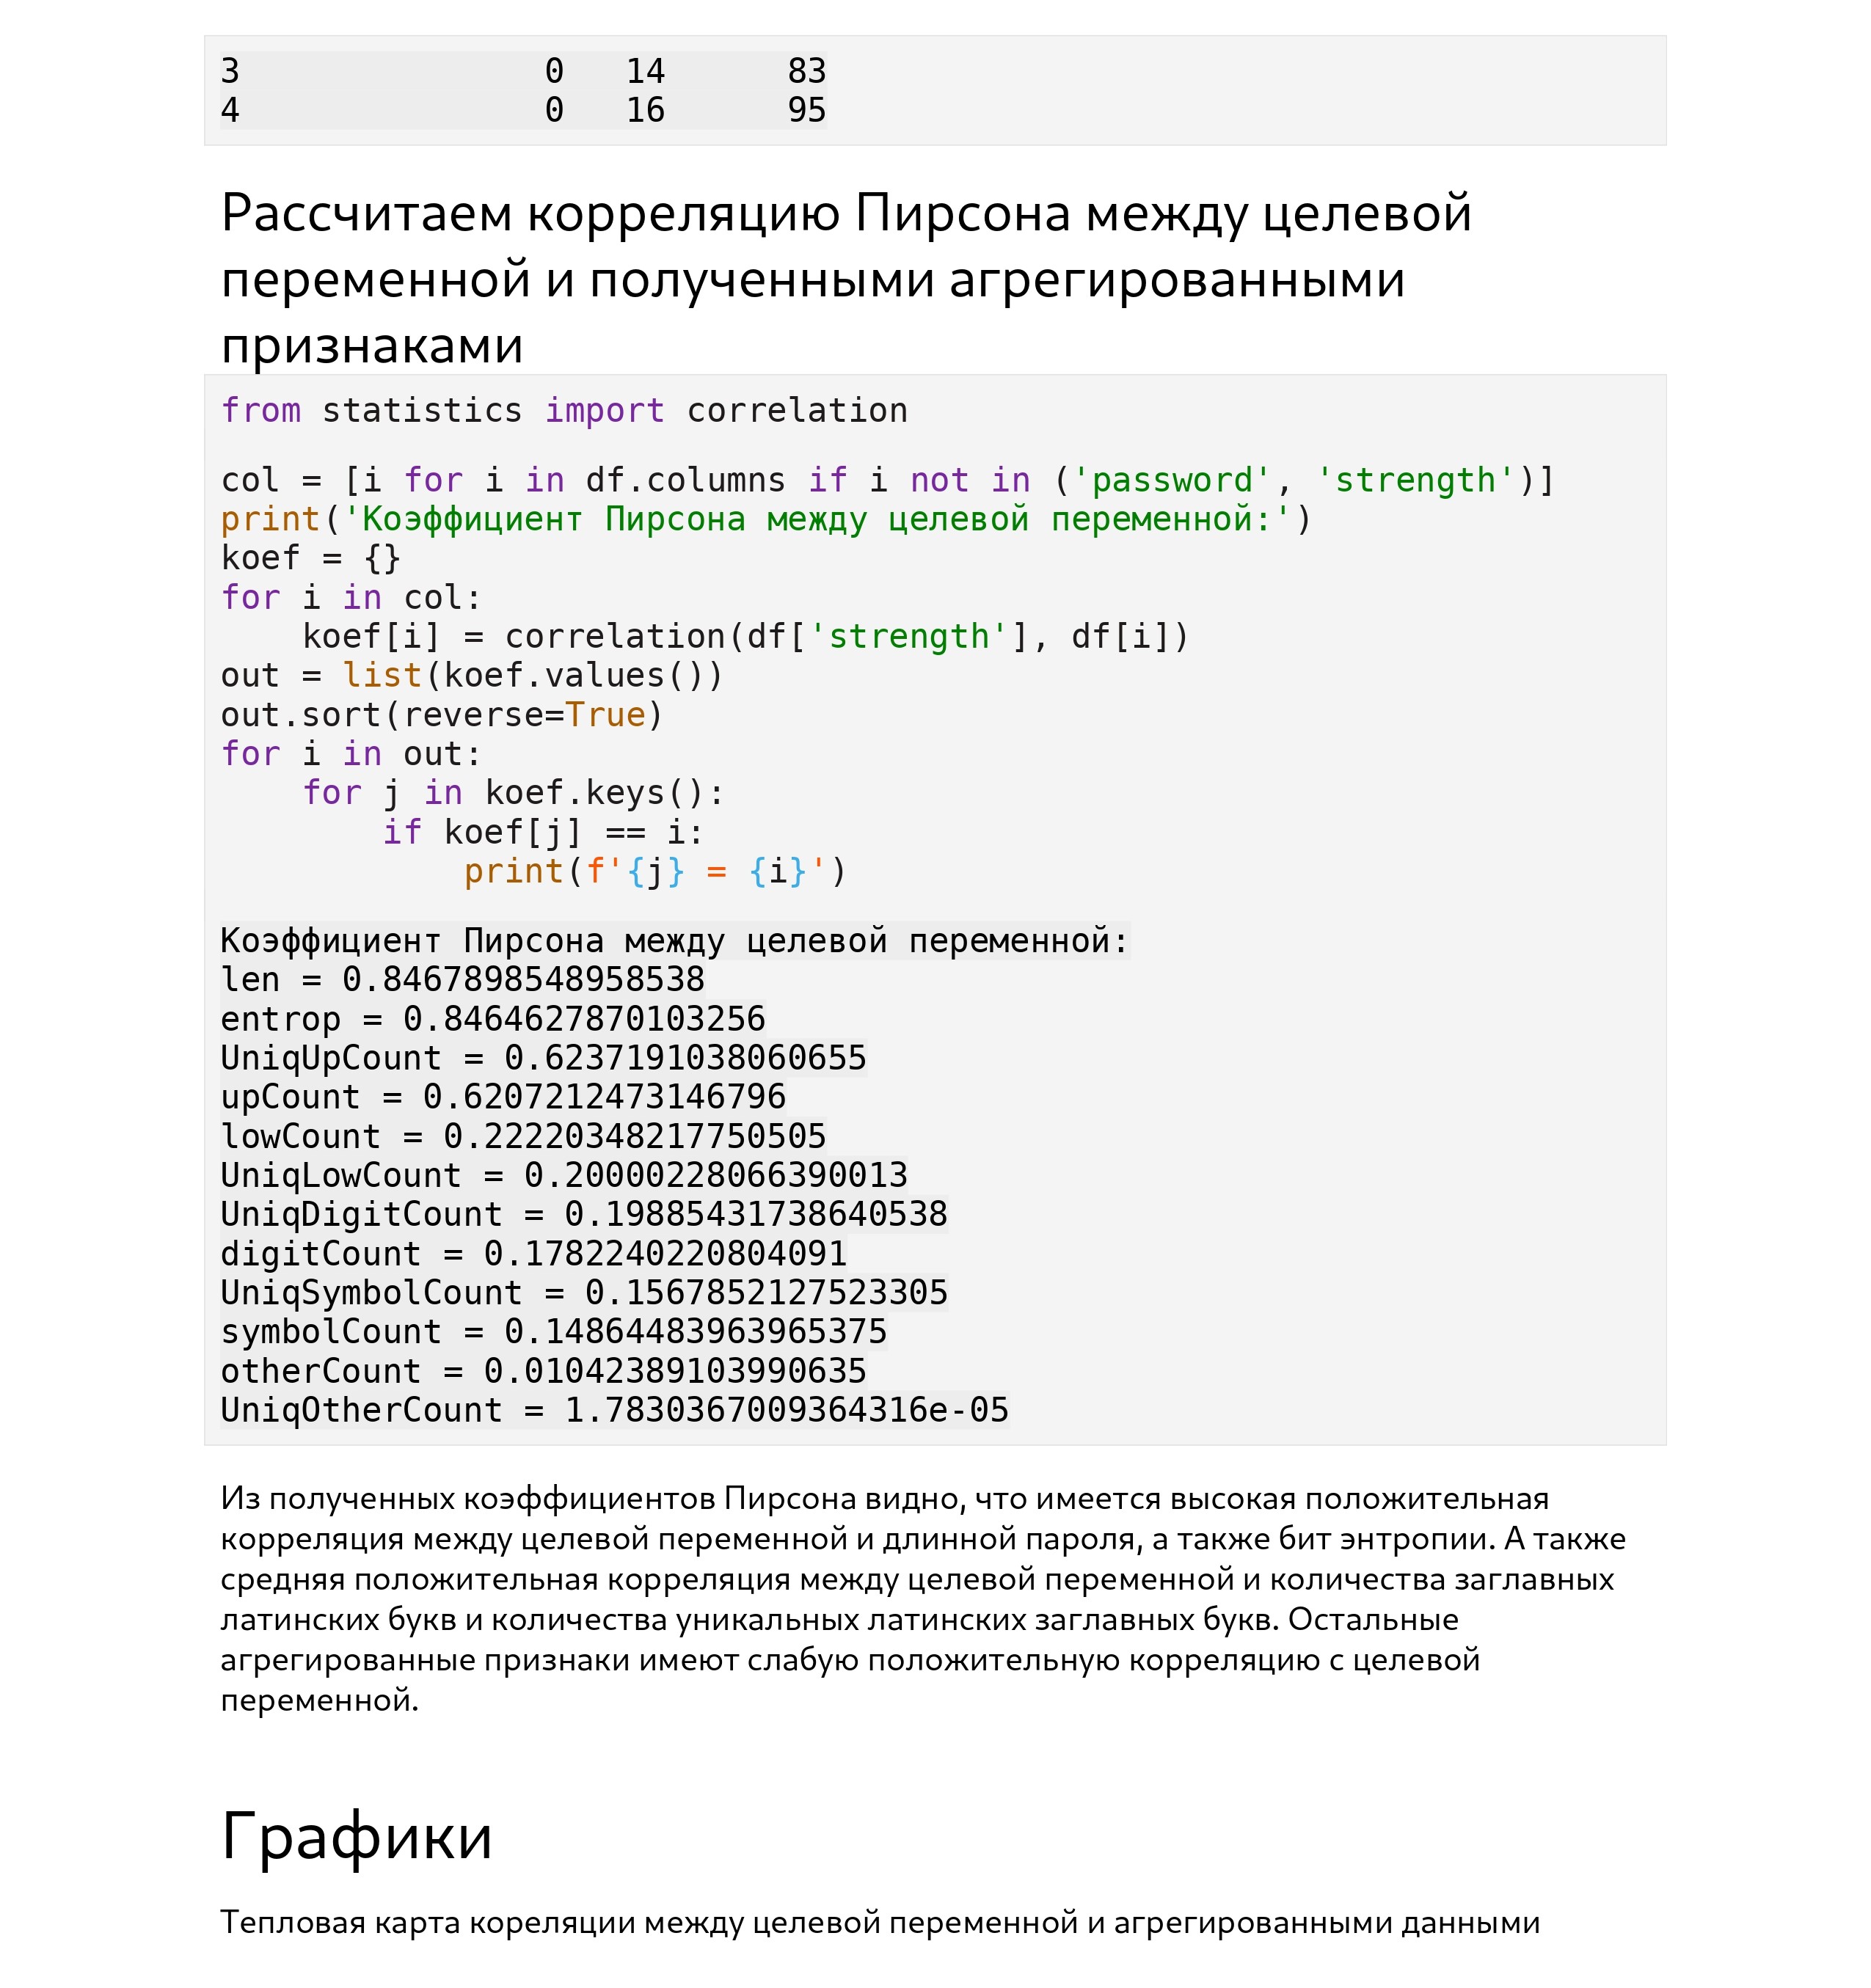 3               0   14      83
4               0   16      95
Рассчитаем корреляцию Пирсона между целевой
переменной и полученными агрегированными
признаками
from statistics import correlation
col = [i for i in df.columns if i not in ('password', 'strength')]
print('Коэффициент Пирсона между целевой переменной:')
koef = {}
for i in col:
    koef[i] = correlation(df['strength'], df[i])
out = list(koef.values())
out.sort(reverse=True)
for i in out:
    for j in koef.keys():
        if koef[j] == i:
            print(f'{j} = {i}')
Коэффициент Пирсона между целевой переменной:
len = 0.8467898548958538
entrop = 0.8464627870103256
UniqUpCount = 0.6237191038060655
upCount = 0.6207212473146796
lowCount = 0.22220348217750505
UniqLowCount = 0.20000228066390013
UniqDigitCount = 0.19885431738640538
digitCount = 0.1782240220804091
UniqSymbolCount = 0.1567852127523305
symbolCount = 0.14864483963965375
otherCount = 0.01042389103990635
UniqOtherCount = 1.7830367009364316e-05
Из полученных коэффициентов Пирсона видно, что имеется высокая положительная
корреляция между целевой переменной и длинной пароля, а также бит энтропии. А также
средняя положительная корреляция между целевой переменной и количества заглавных
латинских букв и количества уникальных латинских заглавных букв. Остальные
агрегированные признаки имеют слабую положительную корреляцию с целевой
переменной.
Графики
Тепловая карта кореляции между целевой переменной и агрегированными данными